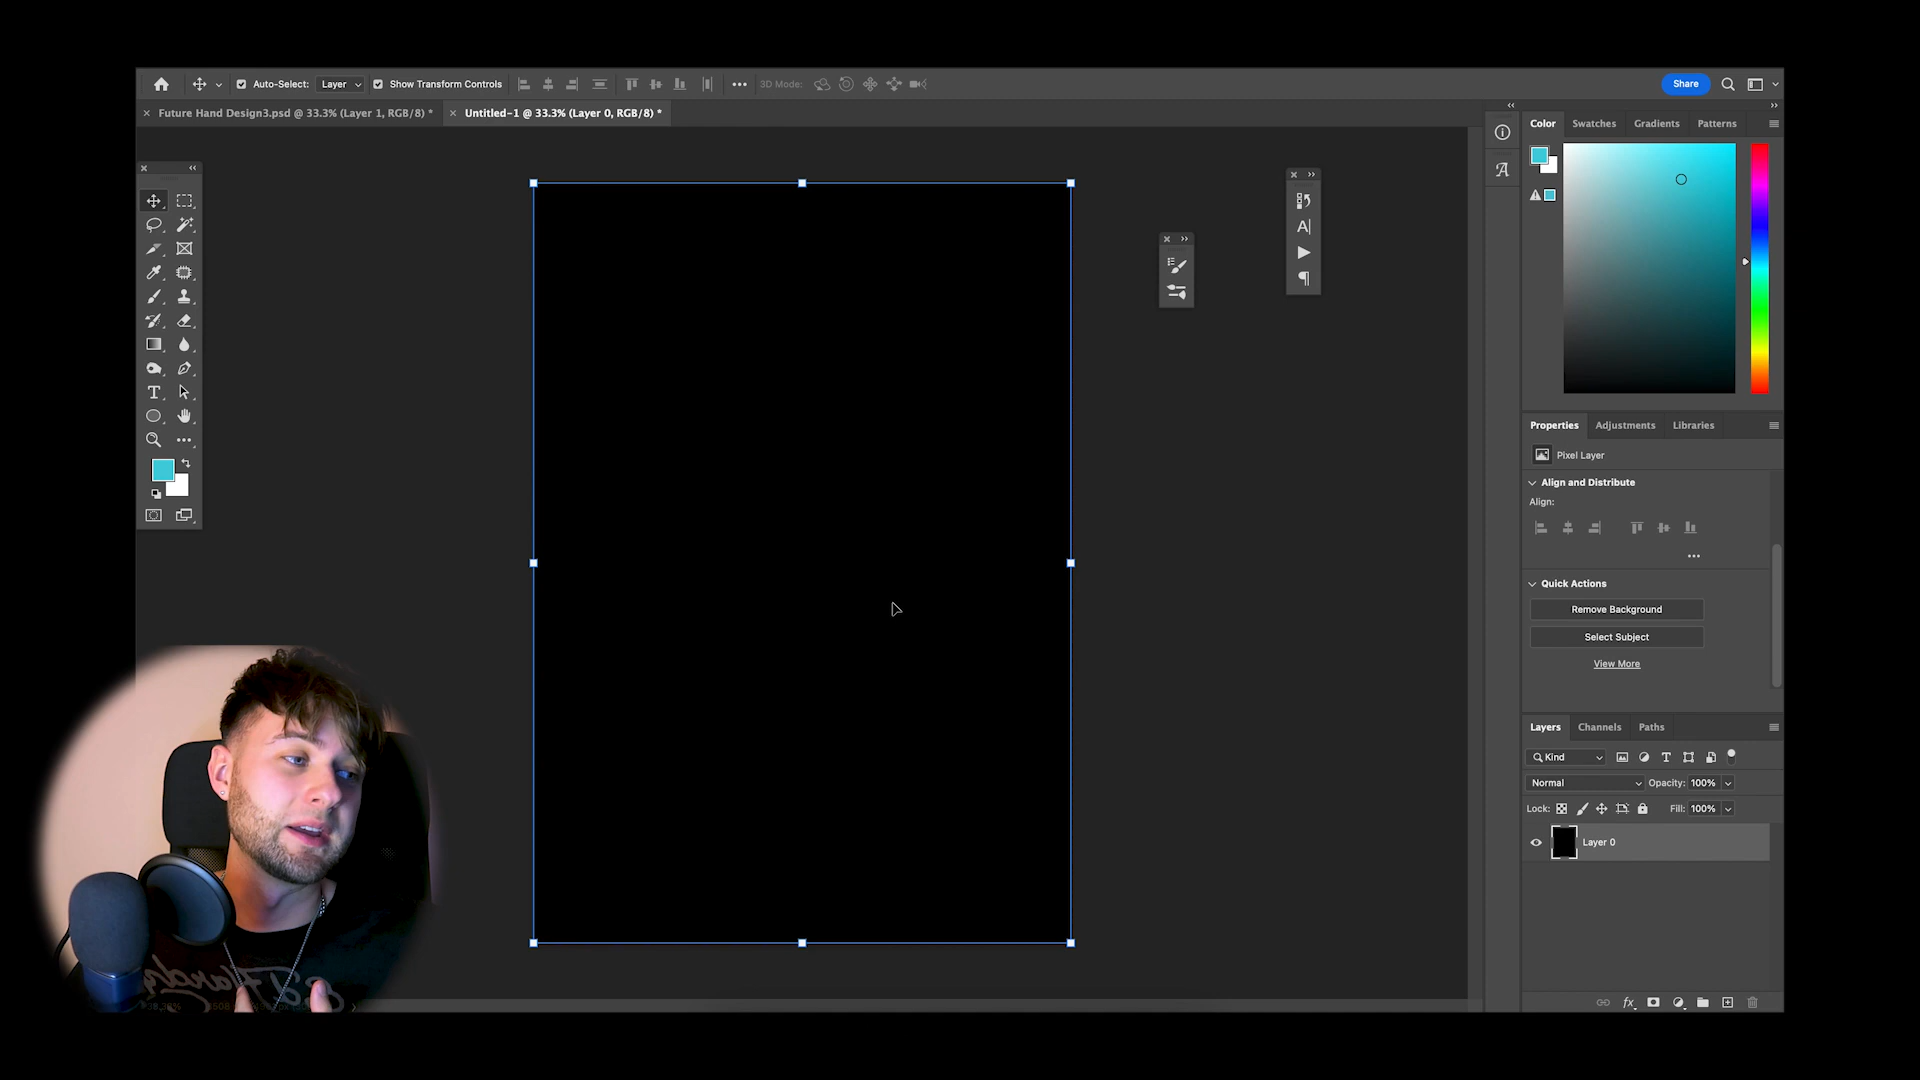 Auto-Select: Layer Show Transform Controls 3D Mode: Share
Future Hand Design3.psd @ 33.3% (Layer 1, RGB/8) * Untitled-1 @ 33.3% (Layer 0, RGB/8) *
Color Swatches Gradients Patterns
Properties Adjustments Libraries
Pixel Layer
Align and Distribute
Align:
Quick Actions
Remove Background
Select Subject
View More
Layers Channels Paths
Kind
Normal Opacity: 100%
Lock: Fill: 100%
Layer 0